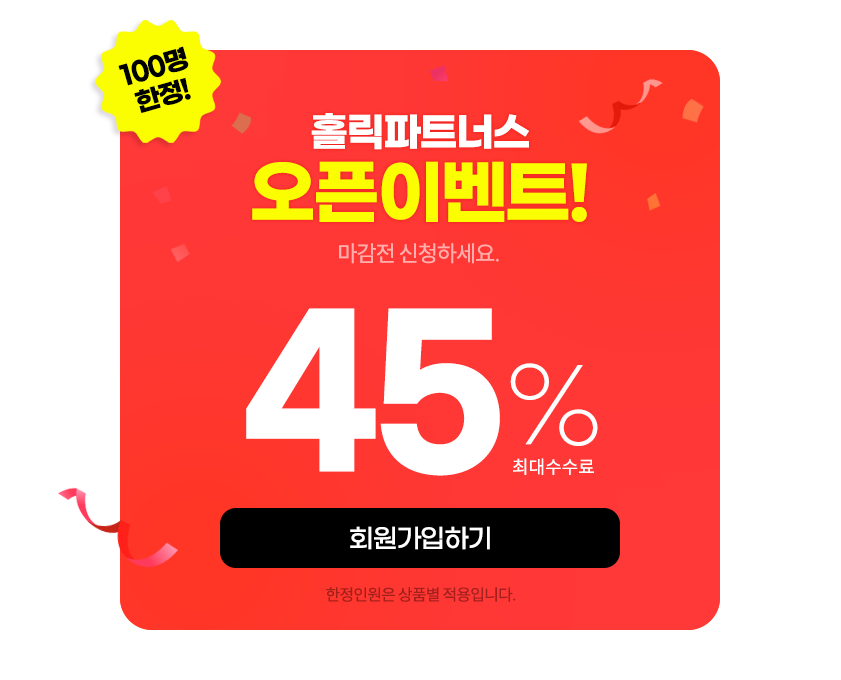 100명
한정!
홀릭파트너스
오픈이벤트!
마감전 신청하세요.
45%
최대수수료
회원가입하기
한정인원은 상품별 적용입니다.